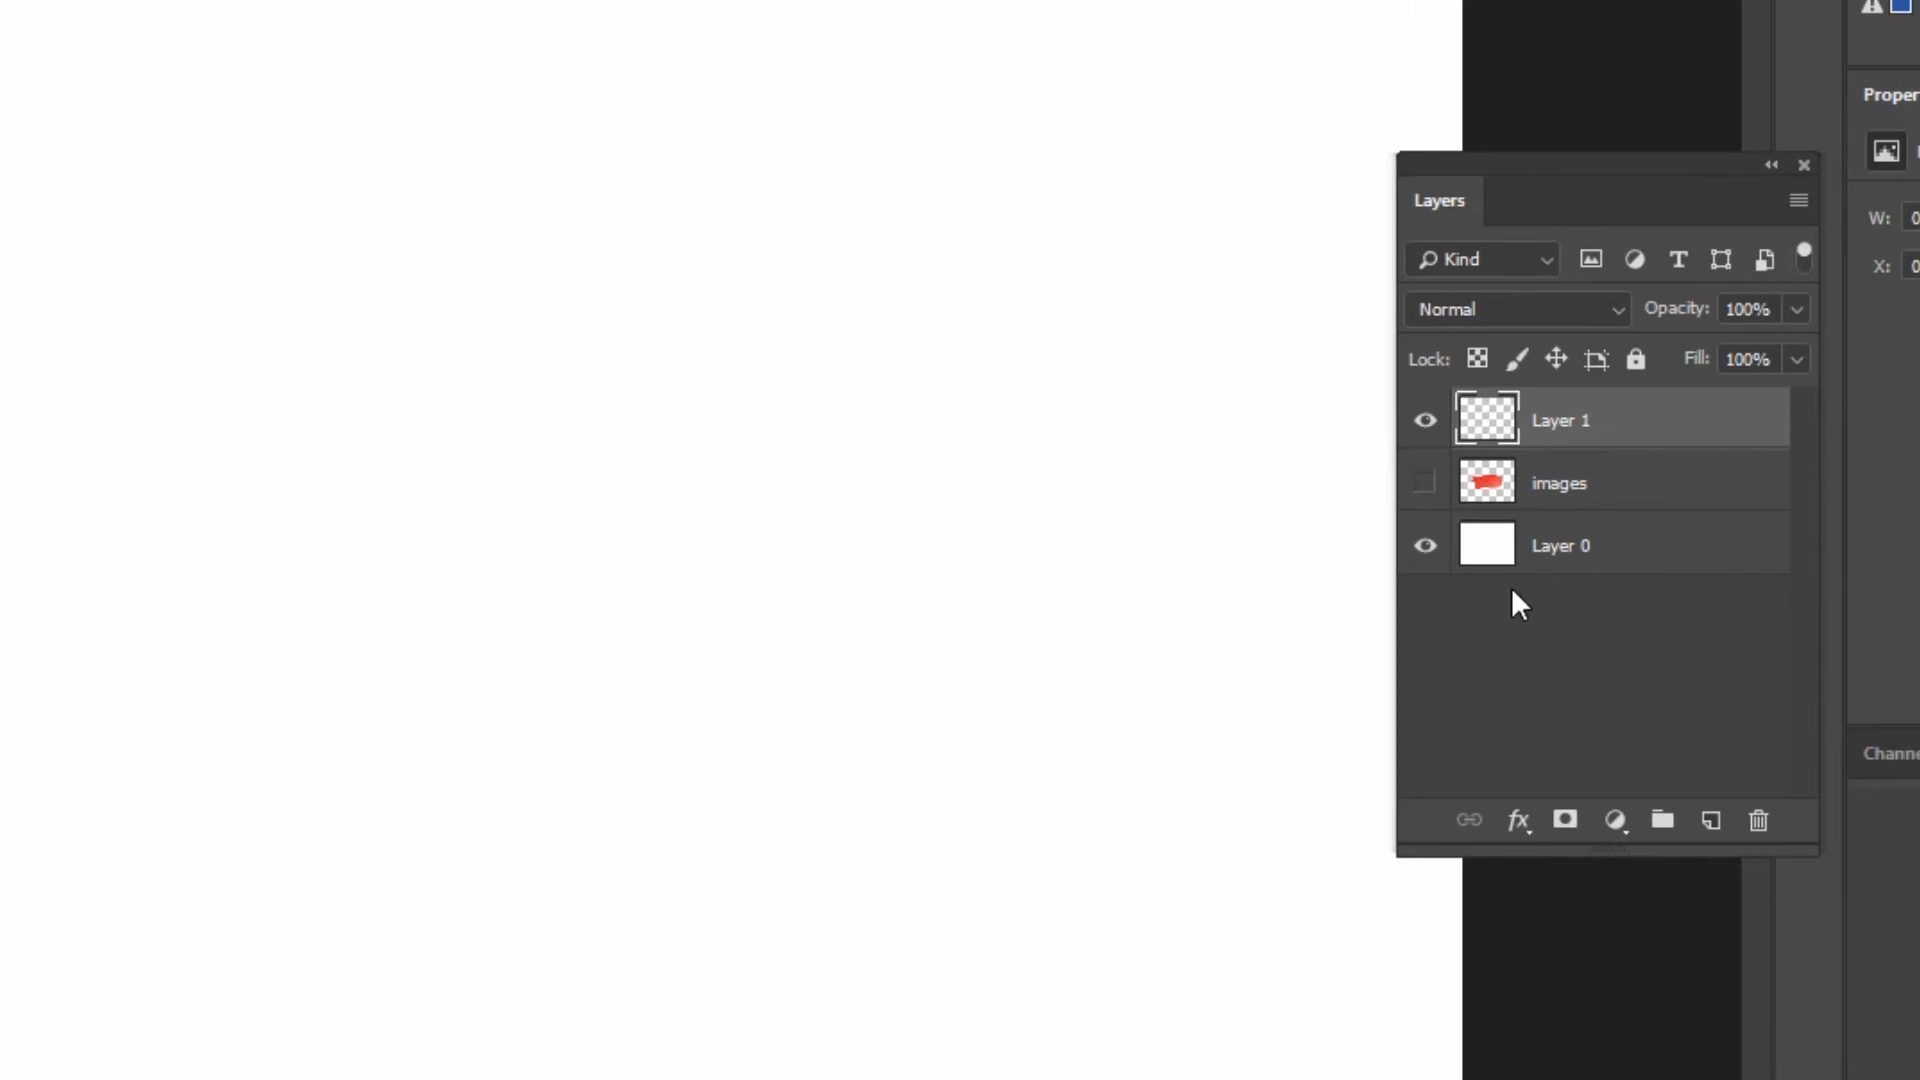 Proper
Layers
Kind
Normal
Opacity: 100%
Lock:
Fill: 100%
W: 0
X: 0
Layer 1
images
Layer 0
Channe
fx